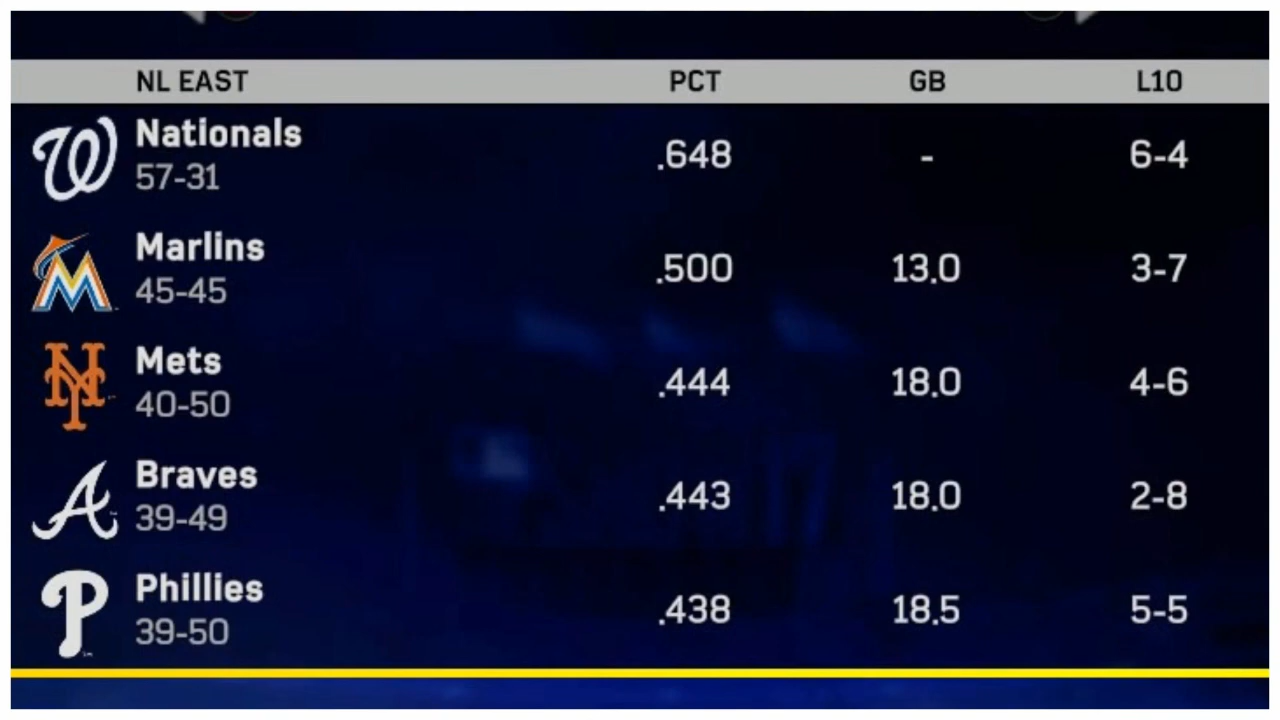 NL EAST PCT GB L10
Nationals
57-31 .648 - 6-4
Marlins
45-45 .500 13.0 3-7
Mets
40-50 .444 18.0 4-6
Braves
39-49 .443 18.0 2-8
Phillies
39-50 .438 18.5 5-5